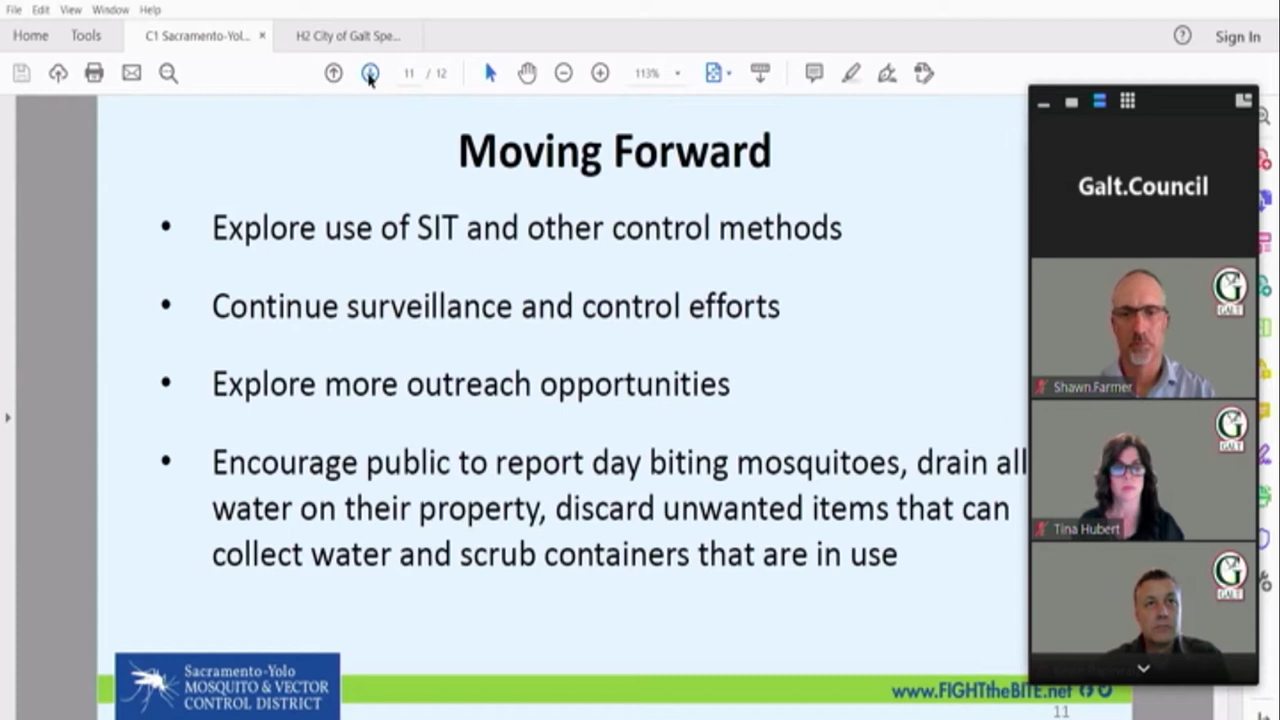 File Edit View Window Help
Home Tools C1 Sacramento-Yol... × H2 City of Galt Spe... Sign In
11 / 12 113%
Moving Forward
• Explore use of SIT and other control methods
• Continue surveillance and control efforts
• Explore more outreach opportunities
• Encourage public to report day biting mosquitoes, drain all
water on their property, discard unwanted items that can
collect water and scrub containers that are in use
Sacramento-Yolo
MOSQUITO & VECTOR
CONTROL DISTRICT
www.FIGHTtheBITE.net
11
Galt.Council
G
GALT
Shawn.Farmer
G
GALT
Tina Hubert
G
GALT